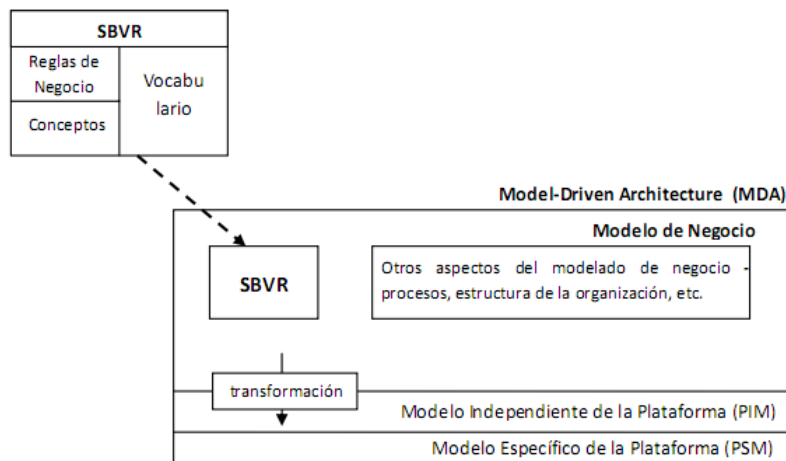 SBVR
Reglas de
Negocio
Conceptos
Vocabu
lario
Model-Driven Architecture (MDA)
Modelo de Negocio
SBVR
Otros aspectos del modelado de negocio -
procesos, estructura de la organización, etc.
transformación
Modelo Independiente de la Plataforma (PIM)
Modelo Específico de la Plataforma (PSM)